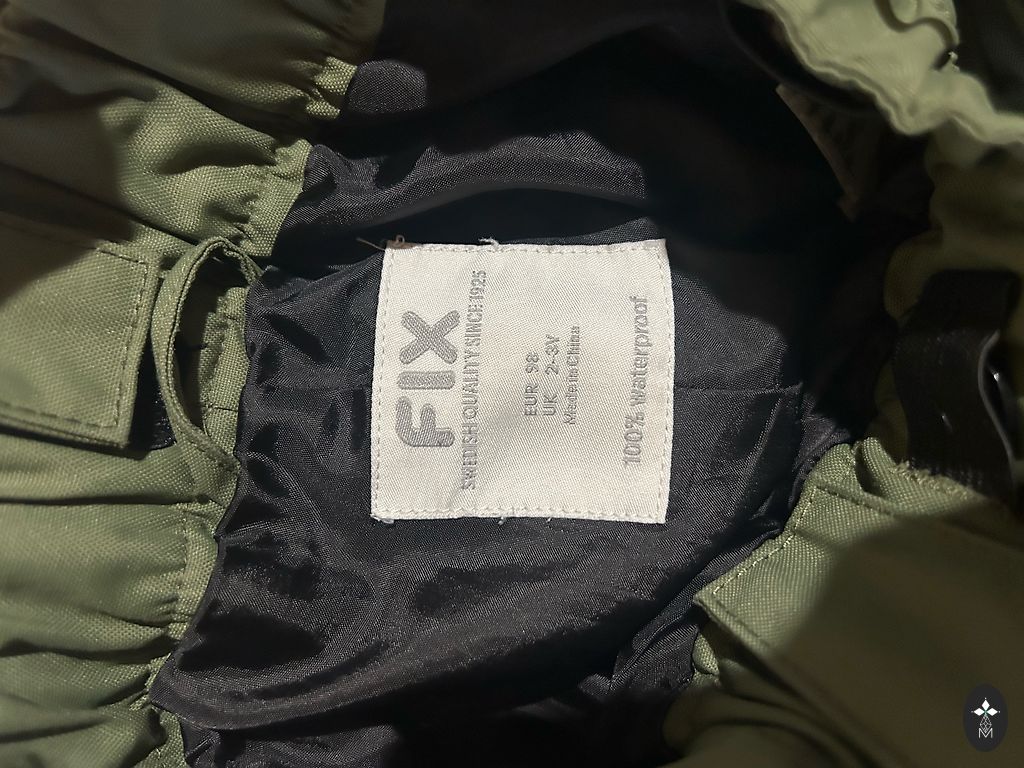 FIX
SWEDISH QUALITY SINCE 1925
EUR 98
UK 2-3Y
Made in China
100% waterproof
M